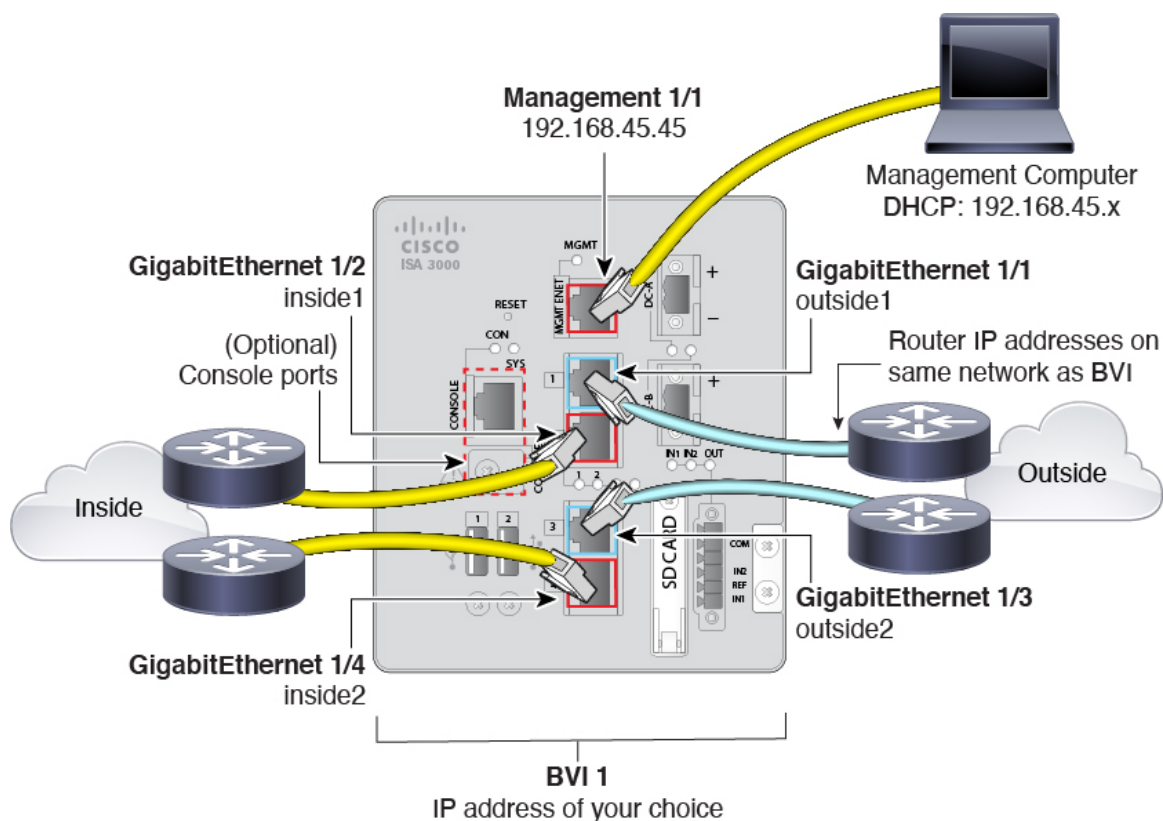 Management 1/1
192.168.45.45
Management Computer
DHCP: 192.168.45.x
CISCO
ISA 3000
MGMT
MGMT ENET
DC-A
+
−
GigabitEthernet 1/2
inside1
GigabitEthernet 1/1
outside1
RESET
CON
SYS
(Optional)
Console ports
CONSOLE
1
+
Router IP addresses on
same network as BVI
IN1 IN2 OUT
1 2
Inside
Outside
1 2
3
SD CARD
COM
IN2
REF
IN1
GigabitEthernet 1/3
outside2
GigabitEthernet 1/4
inside2
BVI 1
IP address of your choice